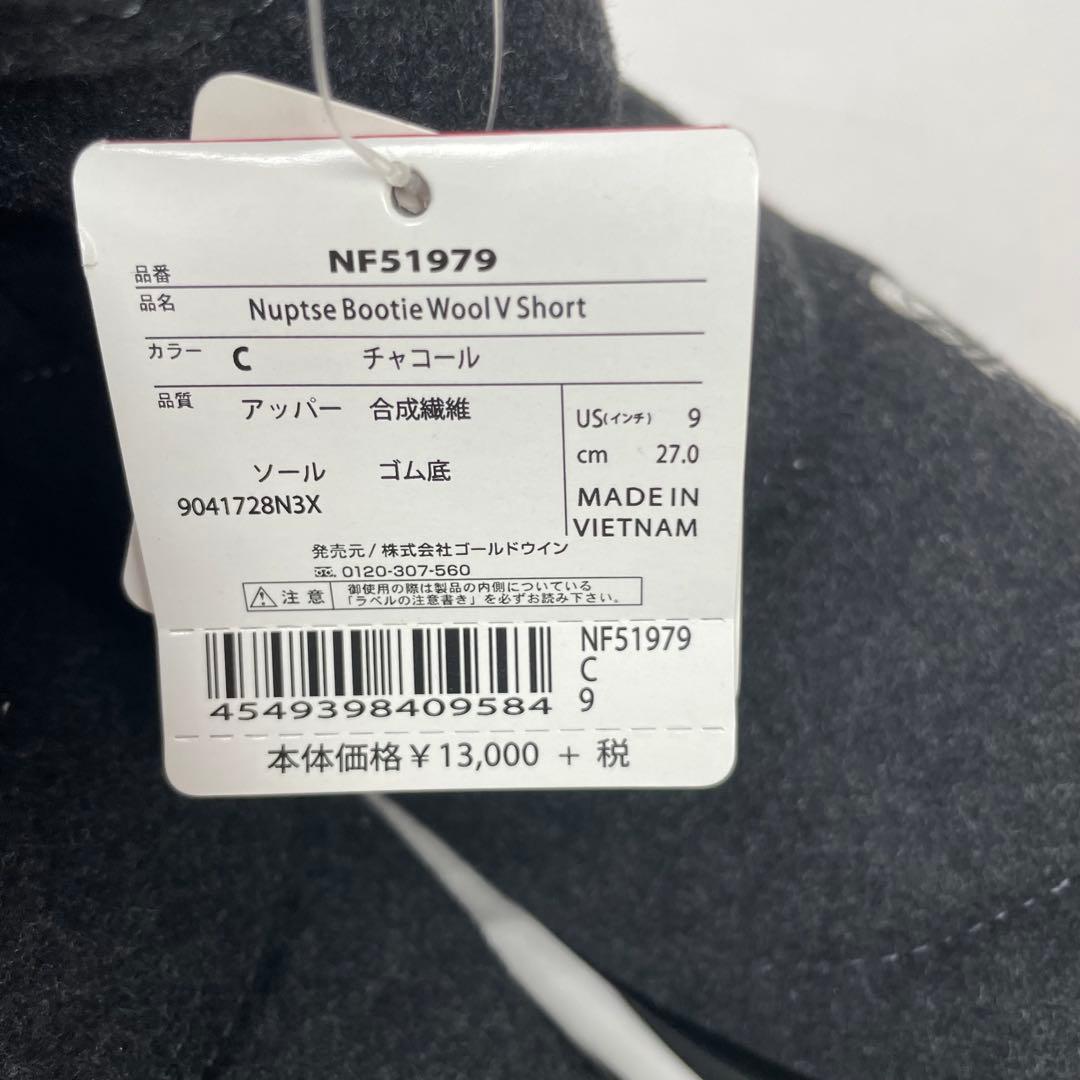 品番 NF51979
品名 Nuptse Bootie Wool V Short
カラー C チャコール
品質 アッパー 合成繊維
ソール ゴム底
9041728N3X
US(インチ) 9
cm 27.0
MADE IN
VIETNAM
発売元/株式会社ゴールドウイン
0120-307-560
注意
御使用の際は製品の内側についている
「ラベルの注意書き」を必ずお読み下さい。
4549398409584
NF51979
C
9
本体価格¥13,000 + 税